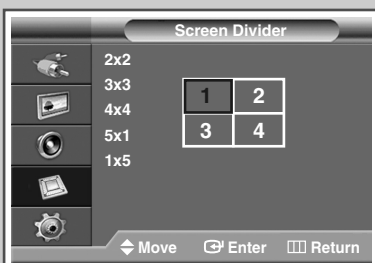 Screen Divider
2x2
3x3
4x4
5x1
1x5
1 2
3 4
Move Enter Return